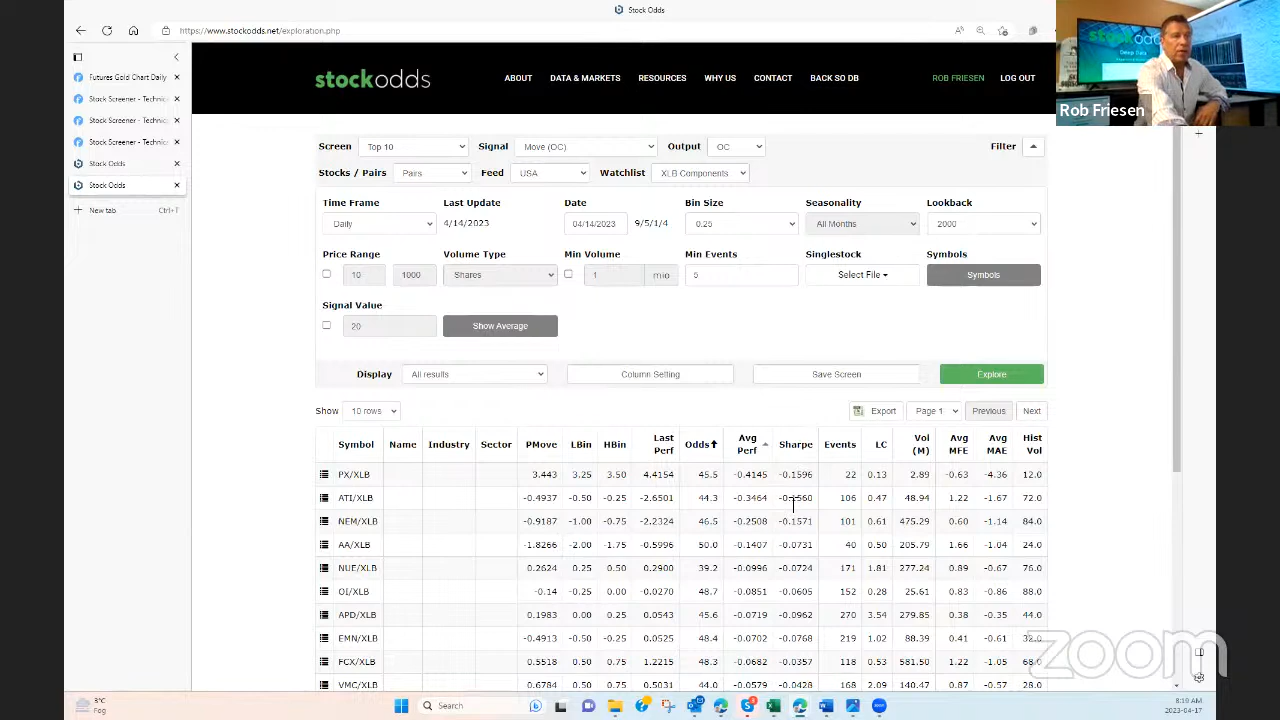 Stock Odds
https://www.stockodds.net/exploration.php
Futures Gold Chart Daily
Stock Screener - Technic
Stock Screener - Technic
Stock Screener - Technic
Stock Odds
Stock Odds
New tab Ctrl+T
stockodds ABOUT DATA & MARKETS RESOURCES WHY US CONTACT BACK SO DB ROB FRIESEN LOG OUT
stockodds
Rob Friesen
Screen Top 10 Signal Move (OC) Output OC Filter
Stocks / Pairs Pairs Feed USA Watchlist XLB Components
Time Frame Last Update Date Bin Size Seasonality Lookback
Daily 4/14/2023 04/14/2023 9/5/1/4 0.25 All Months 2000
Price Range Volume Type Min Volume Min Events Singlestock Symbols
10 1000 Shares 1 mio 5 Select File Symbols
Signal Value
20 Show Average
Display All results Column Setting Save Screen Explore
Show 10 rows Export Page 1 Previous Next
Symbol Name Industry Sector PMove LBin HBin Last Perf Odds Avg Perf Sharpe Events LC Vol (M) Avg MFE Avg MAE Hist Vol
PX/XLB 3.443 3.25 3.50 4.4154 45.5 -0.4145 -0.1596 22 0.13 2.89 -0.63 -4.36 12.0
ATI/XLB -0.4937 -0.50 -0.25 -2.6501 44.3 -0.3464 106 0.47 48.94 1.22 -1.67 72.0
NEM/XLB -0.9187 -1.00 -0.75 -2.2324 46.5 -0.2508 -0.1571 101 0.61 475.29 0.60 -1.14 84.0
AA/XLB -1.8266 -2.00 -1.75 -0.5996 50.0 -0.1407 -0.0731 40 0.50 205.79 1.66 -1.04 24.0
NUE/XLB 0.2624 0.25 0.50 0.2900 39.2 -0.0996 -0.0724 171 1.81 277.24 0.89 -0.67 76.0
OI/XLB -0.14 -0.25 0.00 -0.0270 48.7 -0.0851 -0.0605 152 0.28 25.61 0.83 -0.86 88.0
APD/XLB 0.1983 0.00 0.25 0.0543 45.6 -0.0719 -0.0962 270 3.54 279.85 0.38 -0.35 44.0
EMN/XLB -0.4913 -0.50 -0.25 0.0525 48.4 -0.0702 -0.0768 219 1.02 88.39 0.41 -0.61 32.0
FCX/XLB 0.5518 0.50 0.75 1.2215 48.3 -0.0682 -0.0357 118 0.53 581.50 1.22 -1.05 68.0
VMC/XLB 0.6784 0.50 0.75 0.5031 44.0 -0.0579 -0.0428 168 2.09 140.47 0.87 -0.57 28.0
zoom
2°C
Fog
Search
8:19 AM
2023-04-17